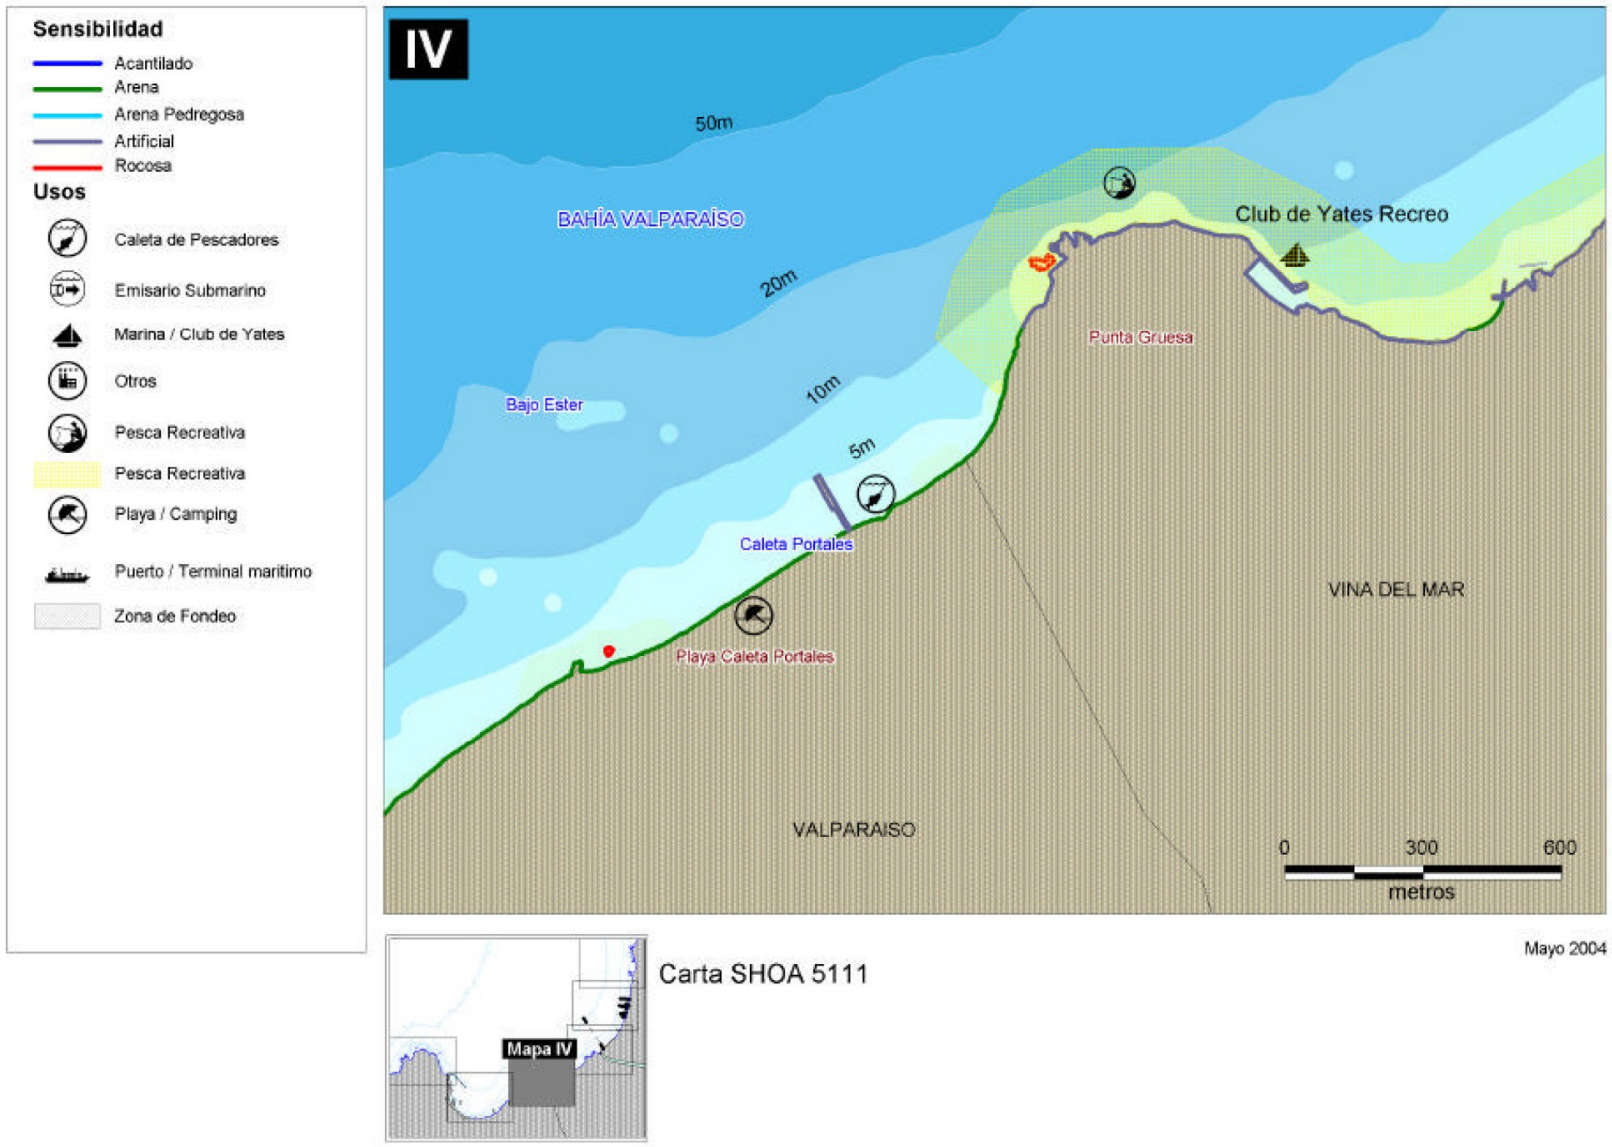 Sensibilidad
Acantilado
Arena
Arena Pedregosa
Artificial
Rocosa
Usos
Caleta de Pescadores
Emisario Submarino
Marina / Club de Yates
Otros
Pesca Recreativa
Pesca Recreativa
Playa / Camping
Puerto / Terminal maritimo
Zona de Fondeo
IV
50m
BAHÍA VALPARAÍSO
Club de Yates Recreo
20m
Punta Gruesa
10m
Bajo Ester
5m
Caleta Portales
VINA DEL MAR
Playa Caleta Portales
VALPARAISO
0 300 600
metros
Mayo 2004
Carta SHOA 5111
Mapa IV